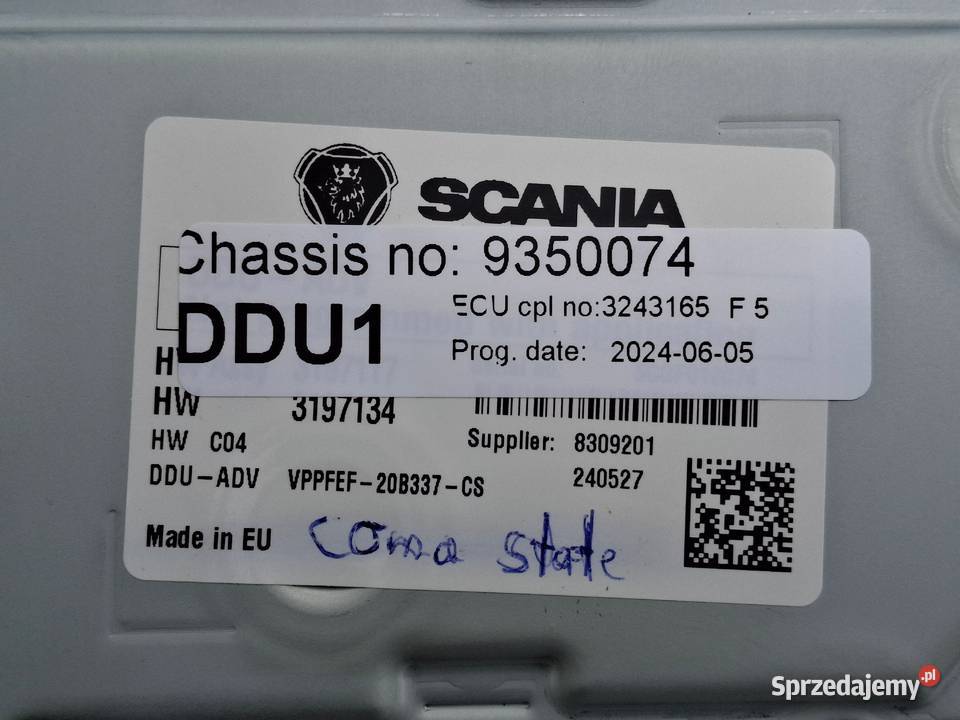 SCANIA
Chassis no: 9350074
DDU1
ECU cpl no:3243165 F 5
Prog. date: 2024-06-05
HW 3197134
HW C04
Supplier: 8309201
DDU-ADV VPPFEF-20B337-CS
240527
Made in EU
coma state
Sprzedajemy.pl